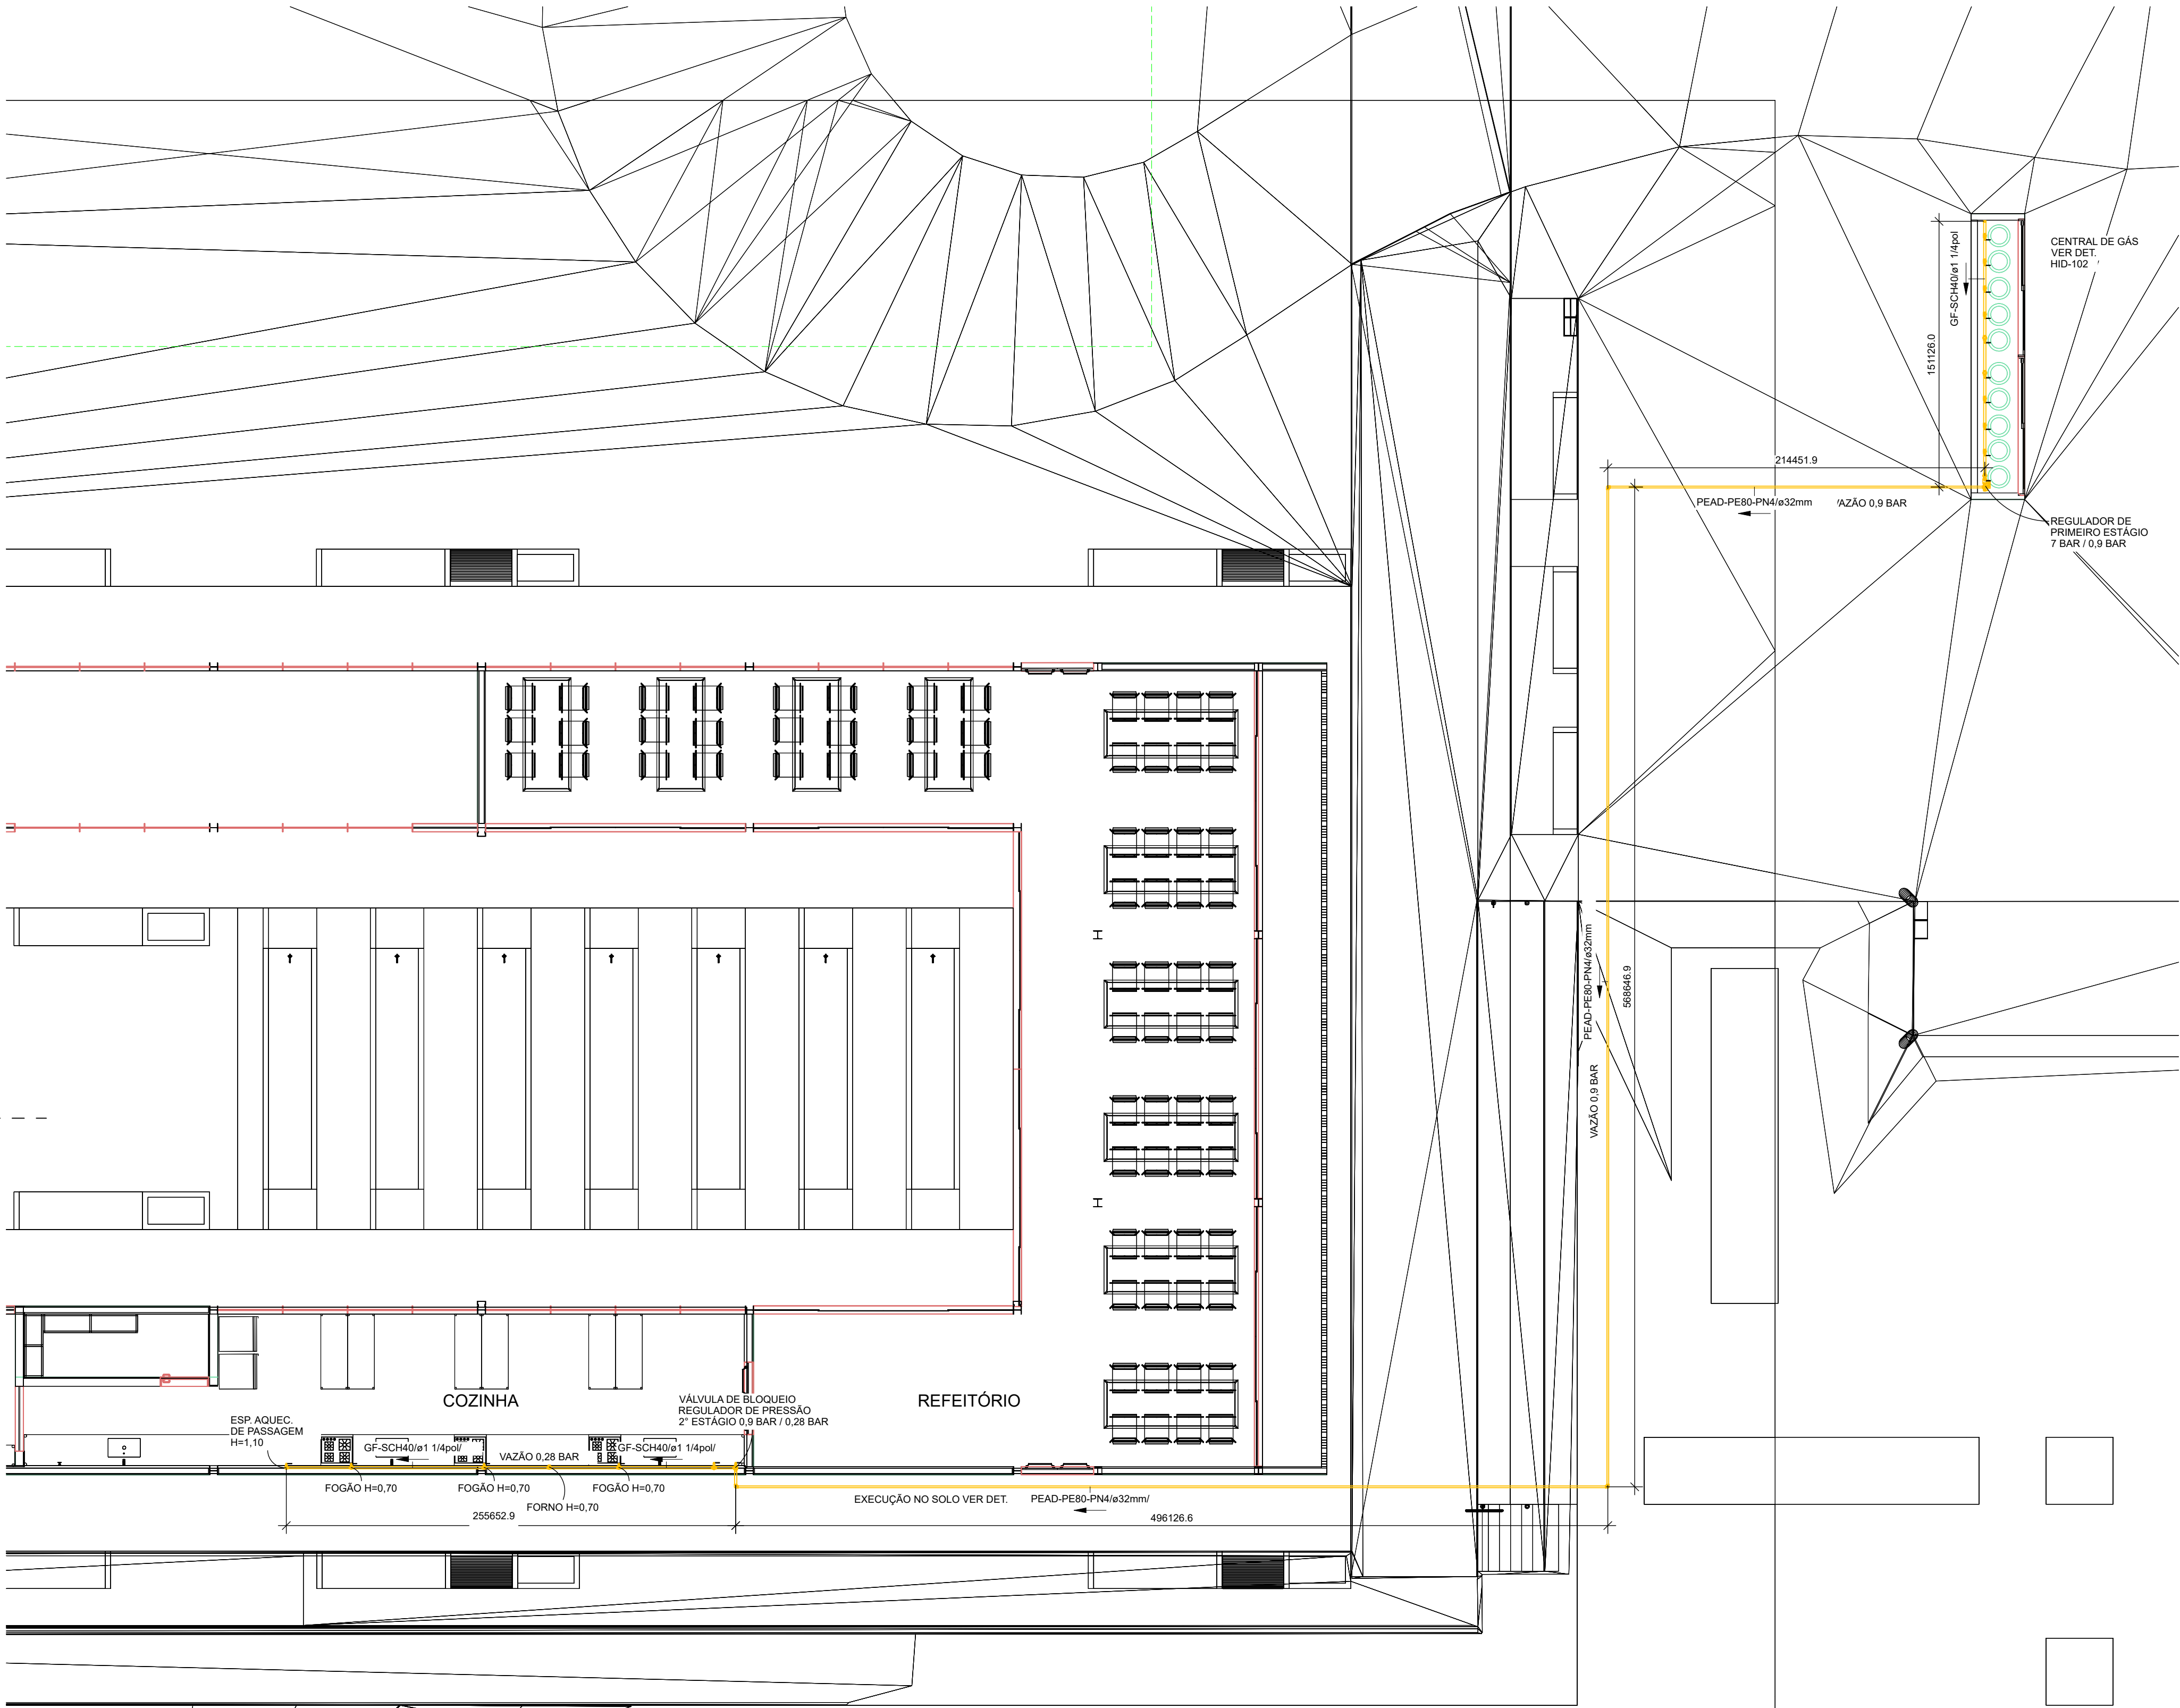 CENTRAL DE GÁS
VER DET.
HID-102
GF-SCH40/ø1 1/4pol
151126.0
214451.9
PEAD-PE80-PN4/ø32mm
VAZÃO 0,9 BAR
REGULADOR DE
PRIMEIRO ESTÁGIO
7 BAR / 0,9 BAR
PEAD-PE80-PN4/ø32mm
568646.9
VAZÃO 0,9 BAR
COZINHA
REFEITÓRIO
VÁLVULA DE BLOQUEIO
REGULADOR DE PRESSÃO
2° ESTÁGIO 0,9 BAR / 0,28 BAR
ESP. AQUEC.
DE PASSAGEM
H=1,10
GF-SCH40/ø1 1/4pol/
VAZÃO 0,28 BAR
GF-SCH40/ø1 1/4pol/
FOGÃO H=0,70
FOGÃO H=0,70
FOGÃO H=0,70
FORNO H=0,70
EXECUÇÃO NO SOLO VER DET.
PEAD-PE80-PN4/ø32mm/
255652.9
496126.6